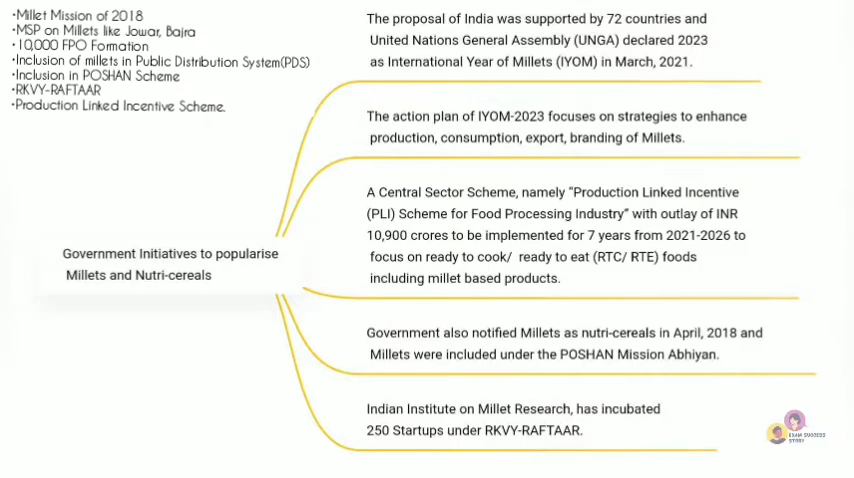 •Millet Mission of 2018
•MSP on Millets like Jowar, Bajra
•10,000 FPO Formation
•Inclusion of millets in Public Distribution System(PDS)
•Inclusion in POSHAN Scheme
•RKVY-RAFTAAR
•Production Linked Incentive Scheme.
Government Initiatives to popularise
Millets and Nutri-cereals
The proposal of India was supported by 72 countries and
United Nations General Assembly (UNGA) declared 2023
as International Year of Millets (IYOM) in March, 2021.
The action plan of IYOM-2023 focuses on strategies to enhance
production, consumption, export, branding of Millets.
A Central Sector Scheme, namely "Production Linked Incentive
(PLI) Scheme for Food Processing Industry" with outlay of INR
10,900 crores to be implemented for 7 years from 2021-2026 to
focus on ready to cook/ ready to eat (RTC/ RTE) foods
including millet based products.
Government also notified Millets as nutri-cereals in April, 2018 and
Millets were included under the POSHAN Mission Abhiyan.
Indian Institute on Millet Research, has incubated
250 Startups under RKVY-RAFTAAR.
EXAM SUCCESS
STORY